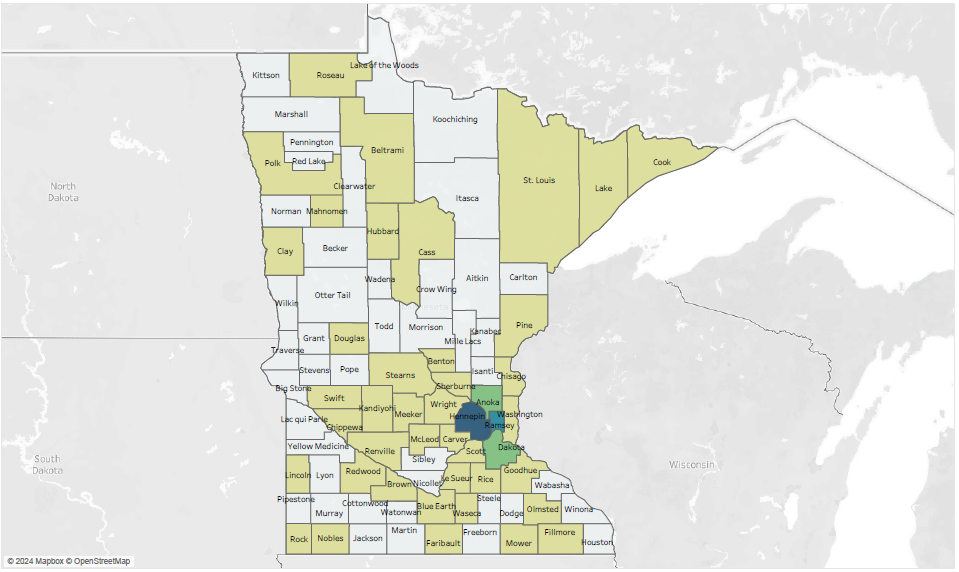 Lake of the Woods
Kittson
Roseau
Marshall
Koochiching
Pennington
Beltrami
Red Lake
Polk
Cook
St. Louis
Lake
Clearwater
North
Dakota
Itasca
Norman
Mahnomen
Hubbard
Clay
Becker
Cass
Wadena
Aitkin
Carlton
Crow Wing
Otter Tail
Wilkin
Todd
Morrison
Pine
Kanabec
Grant
Douglas
Mille Lacs
Traverse
Benton
Stevens
Pope
Isanti
Stearns
Chisago
Big Stone
Sherburne
Swift
Anoka
Wright
Kandiyohi
Meeker
Hennepin
Washington
Lac qui Parle
Chippewa
Ramsey
McLeod
Carver
Yellow Medicine
Renville
Scott
Dakota
Sibley
South
Dakota
Wisconsin
Goodhue
Redwood
Lincoln
Lyon
Le Sueur
Rice
Brown
Nicollet
Wabasha
Pipestone
Steele
Cottonwood
Blue Earth
Murray
Watonwan
Waseca
Dodge
Olmsted
Winona
Martin
Freeborn
Fillmore
Rock
Nobles
Jackson
Faribault
Mower
Houston
© 2024 Mapbox © OpenStreetMap